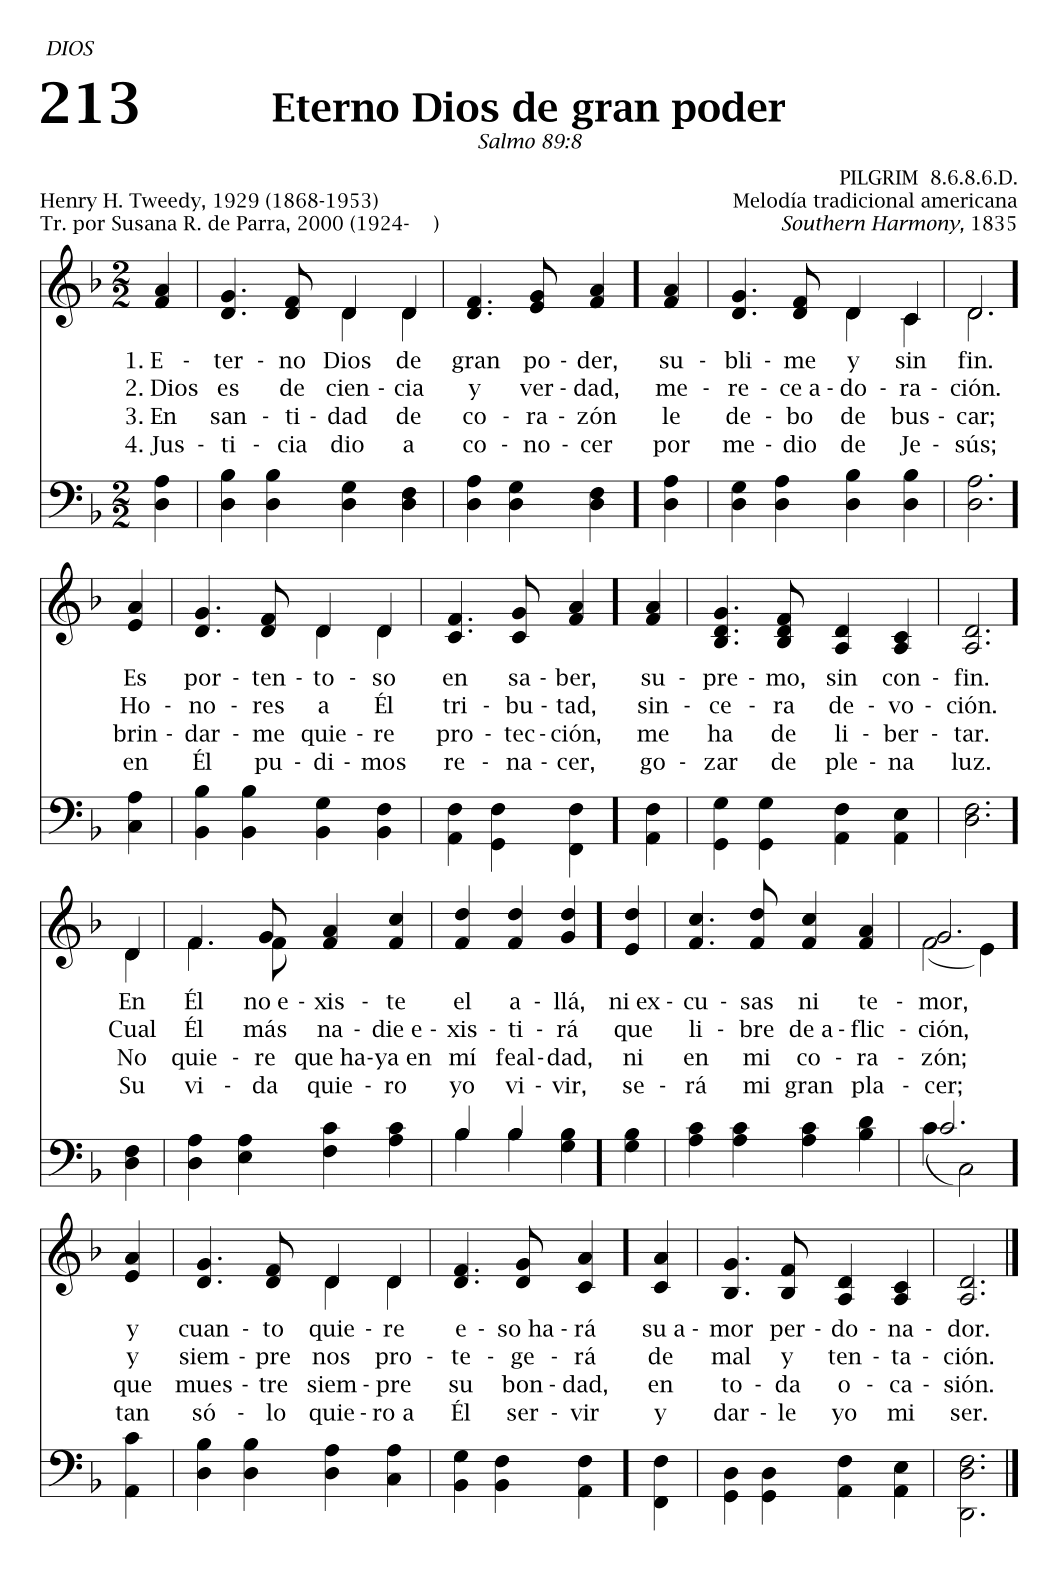 DIOS
213 Eterno Dios de gran poder
Salmo 89:8
PILGRIM 8.6.8.6.D.
Henry H. Tweedy, 1929 (1868-1953) Melodía tradicional americana
Tr. por Susana R. de Parra, 2000 (1924- ) Southern Harmony, 1835
1. E - ter - no Dios de gran po - der, su - bli - me y sin fin.
2. Dios es de cien - cia y ver - dad, me - re - ce a - do - ra - ción.
3. En san - ti - dad de co - ra - zón le de - bo de bus - car;
4. Jus - ti - cia dio a co - no - cer por me - dio de Je - sús;
Es por - ten - to - so en sa - ber, su - pre - mo, sin con - fin.
Ho - no - res a Él tri - bu - tad, sin - ce - ra de - vo - ción.
brin - dar - me quie - re pro - tec - ción, me ha de li - ber - tar.
en Él pu - di - mos re - na - cer, go - zar de ple - na luz.
En Él no e - xis - te el a - llá, ni ex - cu - sas ni te - mor,
Cual Él más na - die e - xis - ti - rá que li - bre de a - flic - ción,
No quie - re que ha - ya en mí feal - dad, ni en mi co - ra - zón;
Su vi - da quie - ro yo vi - vir, se - rá mi gran pla - cer;
y cuan - to quie - re e - so ha - rá su a - mor per - do - na - dor.
y siem - pre nos pro - te - ge - rá de mal y ten - ta - ción.
que mues - tre siem - pre su bon - dad, en to - da o - ca - sión.
tan só - lo quie - ro a Él ser - vir y dar - le yo mi ser.